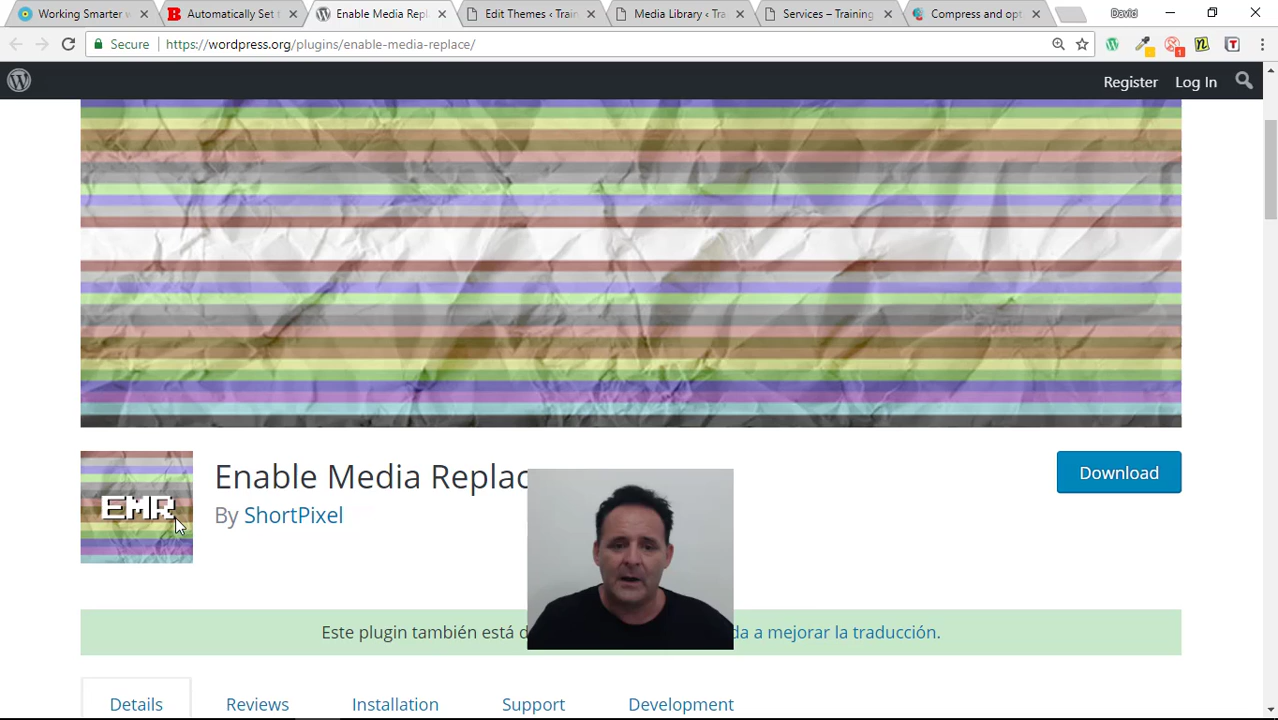 Working Smarter w
Automatically Set t
Enable Media Repl
Edit Themes ‹ Train
Media Library ‹ Tra
Services – Training
Compress and opt
David
Secure
https://wordpress.org/plugins/enable-media-replace/
1
Register
Log In
EMR
Enable Media Replac
Download
By ShortPixel
Este plugin también está d
da a mejorar la traducción.
Details
Reviews
Installation
Support
Development